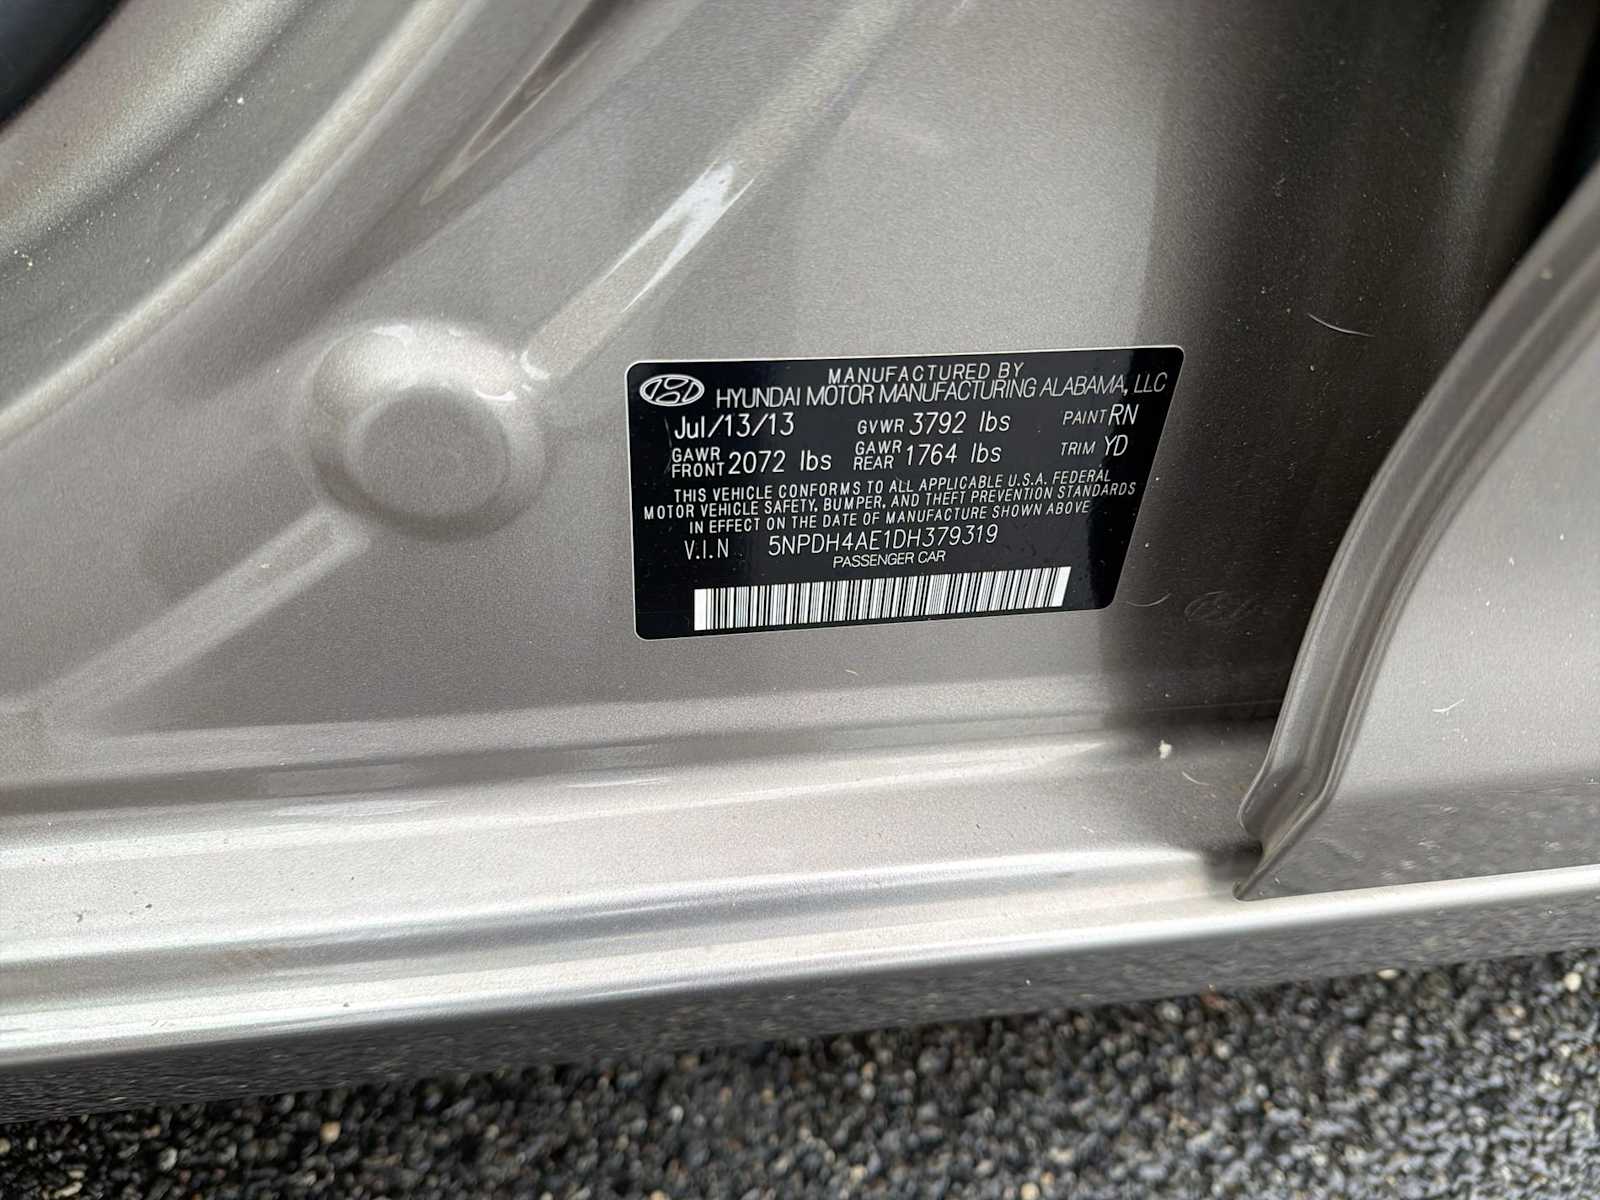 MANUFACTURED BY
HYUNDAI MOTOR MANUFACTURING ALABAMA, LLC
Jul/13/13 GVWR 3792 lbs PAINT RN
GAWR FRONT 2072 lbs GAWR REAR 1764 lbs TRIM YD
THIS VEHICLE CONFORMS TO ALL APPLICABLE U.S.A. FEDERAL
MOTOR VEHICLE SAFETY, BUMPER, AND THEFT PREVENTION STANDARDS
IN EFFECT ON THE DATE OF MANUFACTURE SHOWN ABOVE
V.I.N 5NPDH4AE1DH379319
PASSENGER CAR